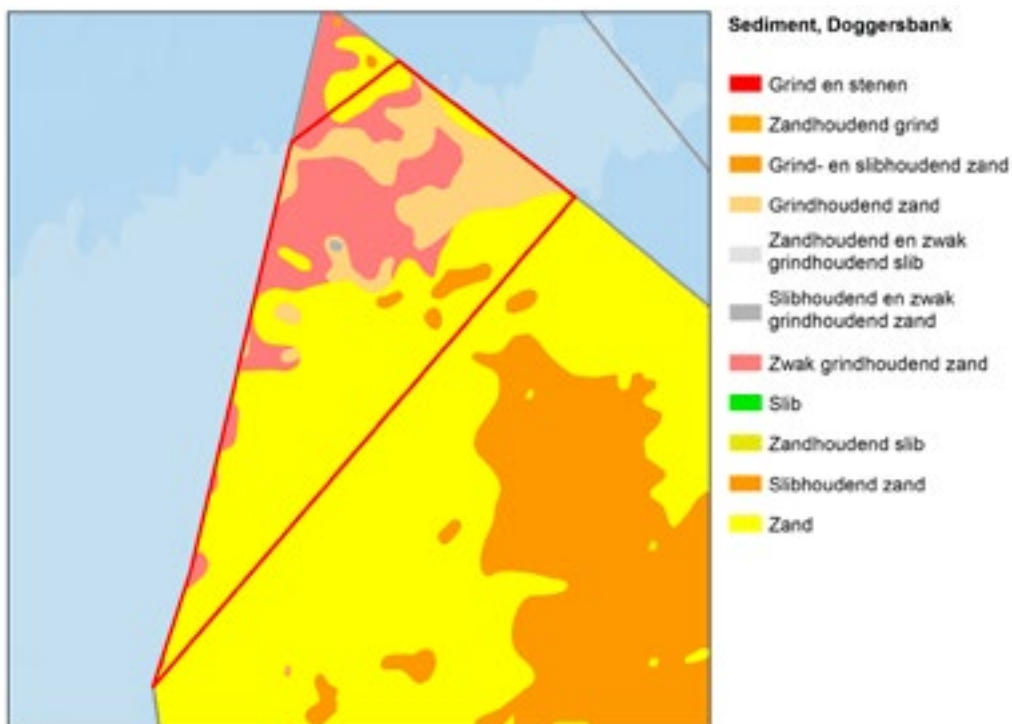 Sediment, Doggersbank
Grind en stenen
Zandhoudend grind
Grind- en slibhoudend zand
Grindhoudend zand
Zandhoudend en zwak
grindhoudend slib
Slibhoudend en zwak
grindhoudend zand
Zwak grindhoudend zand
Slib
Zandhoudend slib
Slibhoudend zand
Zand